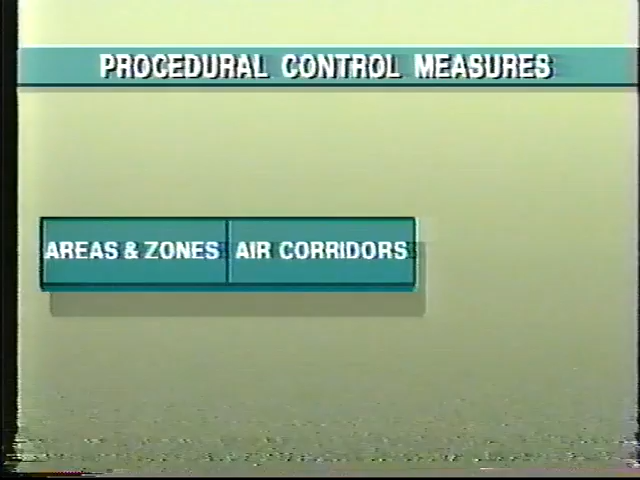 PROCEDURAL CONTROL MEASURES
AREAS & ZONES AIR CORRIDORS